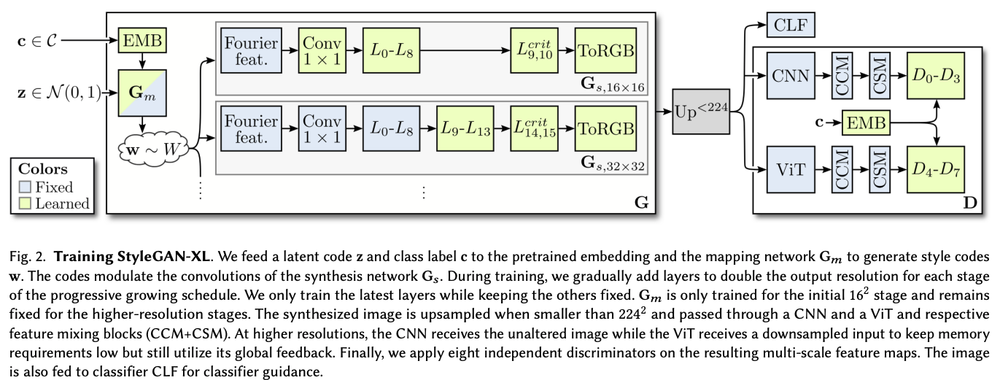 c ∈ 𝒞
EMB
z ∈ 𝒩(0, 1)
G_m
w ∼ W
Colors
Fixed
Learned
Fourier feat.
Conv 1 × 1
L_0-L_8
L^{crit}_{9,10}
ToRGB
G_{s,16×16}
Fourier feat.
Conv 1 × 1
L_0-L_8
L_9-L_13
L^{crit}_{14,15}
ToRGB
G_{s,32×32}
G
Up^{<224}
CLF
CNN
CCM
CSM
D_0-D_3
c
EMB
ViT
CCM
CSM
D_4-D_7
D
Fig. 2. Training StyleGAN-XL. We feed a latent code z and class label c to the pretrained embedding and the mapping network G_m to generate style codes
w. The codes modulate the convolutions of the synthesis network G_s. During training, we gradually add layers to double the output resolution for each stage
of the progressive growing schedule. We only train the latest layers while keeping the others fixed. G_m is only trained for the initial 16² stage and remains
fixed for the higher-resolution stages. The synthesized image is upsampled when smaller than 224² and passed through a CNN and a ViT and respective
feature mixing blocks (CCM+CSM). At higher resolutions, the CNN receives the unaltered image while the ViT receives a downsampled input to keep memory
requirements low but still utilize its global feedback. Finally, we apply eight independent discriminators on the resulting multi-scale feature maps. The image
is also fed to classifier CLF for classifier guidance.